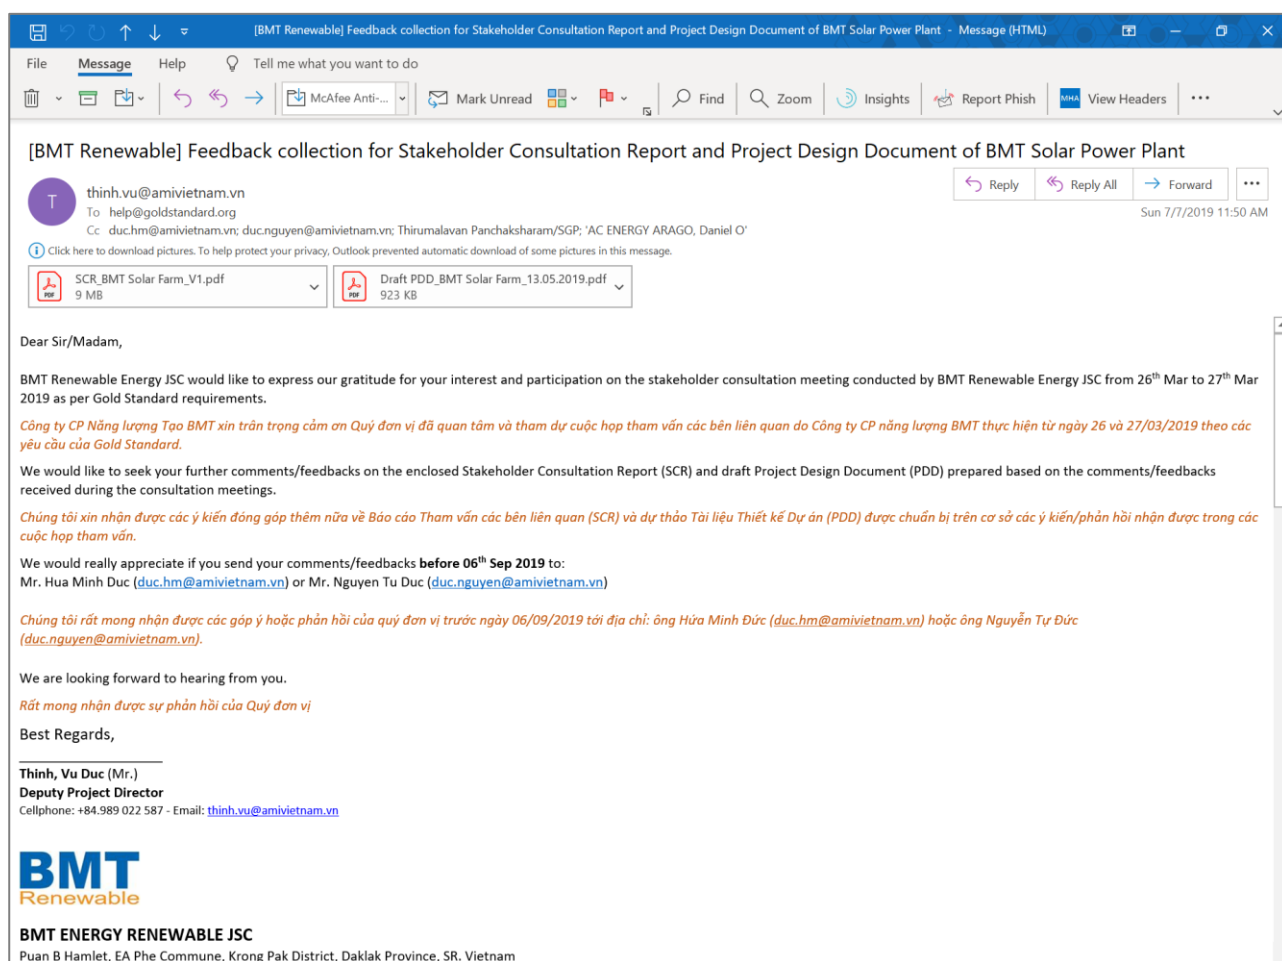 [BMT Renewable] Feedback collection for Stakeholder Consultation Report and Project Design Document of BMT Solar Power Plant - Message (HTML)
File Message Help Tell me what you want to do
McAfee Anti-... Mark Unread Find Zoom Insights Report Phish MHA View Headers ...
[BMT Renewable] Feedback collection for Stakeholder Consultation Report and Project Design Document of BMT Solar Power Plant
T
thinh.vu@amivietnam.vn
Reply Reply All Forward ...
To help@goldstandard.org
Sun 7/7/2019 11:50 AM
Cc duc.hm@amivietnam.vn; duc.nguyen@amivietnam.vn; Thirumalavan Panchaksharam/SGP; 'AC ENERGY ARAGO, Daniel O'
Click here to download pictures. To help protect your privacy, Outlook prevented automatic download of some pictures in this message.
PDF SCR_BMT Solar Farm_V1.pdf
9 MB
PDF Draft PDD_BMT Solar Farm_13.05.2019.pdf
923 KB
Dear Sir/Madam,
BMT Renewable Energy JSC would like to express our gratitude for your interest and participation on the stakeholder consultation meeting conducted by BMT Renewable Energy JSC from 26th Mar to 27th Mar
2019 as per Gold Standard requirements.
Công ty CP Năng lượng Tạo BMT xin trân trọng cảm ơn Quý đơn vị đã quan tâm và tham dự cuộc họp tham vấn các bên liên quan do Công ty CP năng lượng BMT thực hiện từ ngày 26 và 27/03/2019 theo các
yêu cầu của Gold Standard.
We would like to seek your further comments/feedbacks on the enclosed Stakeholder Consultation Report (SCR) and draft Project Design Document (PDD) prepared based on the comments/feedbacks
received during the consultation meetings.
Chúng tôi xin nhận được các ý kiến đóng góp thêm nữa về Báo cáo Tham vấn các bên liên quan (SCR) và dự thảo Tài liệu Thiết kế Dự án (PDD) được chuẩn bị trên cơ sở các ý kiến/phản hồi nhận được trong các
cuộc họp tham vấn.
We would really appreciate if you send your comments/feedbacks before 06th Sep 2019 to:
Mr. Hua Minh Duc (duc.hm@amivietnam.vn) or Mr. Nguyen Tu Duc (duc.nguyen@amivietnam.vn)
Chúng tôi rất mong nhận được các góp ý hoặc phản hồi của quý đơn vị trước ngày 06/09/2019 tới địa chỉ: ông Hứa Minh Đức (duc.hm@amivietnam.vn) hoặc ông Nguyễn Tự Đức
(duc.nguyen@amivietnam.vn).
We are looking forward to hearing from you.
Rất mong nhận được sự phản hồi của Quý đơn vị
Best Regards,
Thinh, Vu Duc (Mr.)
Deputy Project Director
Cellphone: +84.989 022 587 - Email: thinh.vu@amivietnam.vn
BMT
Renewable
BMT ENERGY RENEWABLE JSC
Puan B Hamlet, EA Phe Commune, Krong Pak District, Daklak Province, SR. Vietnam